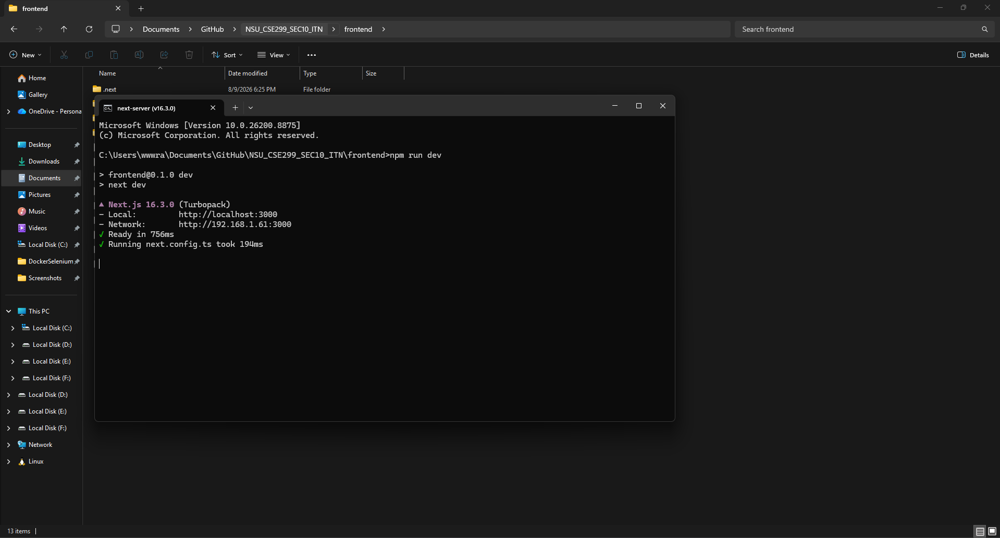 frontend
Documents
GitHub
NSU_CSE299_SEC10_ITN
frontend
Search frontend
New
Sort
View
Details
Name
Date modified
Type
Size
Home
Gallery
OneDrive - Persona
Desktop
Downloads
Documents
Pictures
Music
Videos
Local Disk (C:)
DockerSelenium
Screenshots
This PC
Local Disk (C:)
Local Disk (D:)
Local Disk (E:)
Local Disk (F:)
Local Disk (D:)
Local Disk (E:)
Local Disk (F:)
Network
Linux
.next
8/9/2026 6:25 PM
File folder
next-server (v16.3.0)
Microsoft Windows [Version 10.0.26200.8875]
(c) Microsoft Corporation. All rights reserved.
C:\Users\wwwra\Documents\GitHub\NSU_CSE299_SEC10_ITN\frontend>npm run dev
> frontend@0.1.0 dev
> next dev
▲ Next.js 16.3.0 (Turbopack)
- Local: http://localhost:3000
- Network: http://192.168.1.61:3000
✓ Ready in 756ms
✓ Running next.config.ts took 194ms
13 items